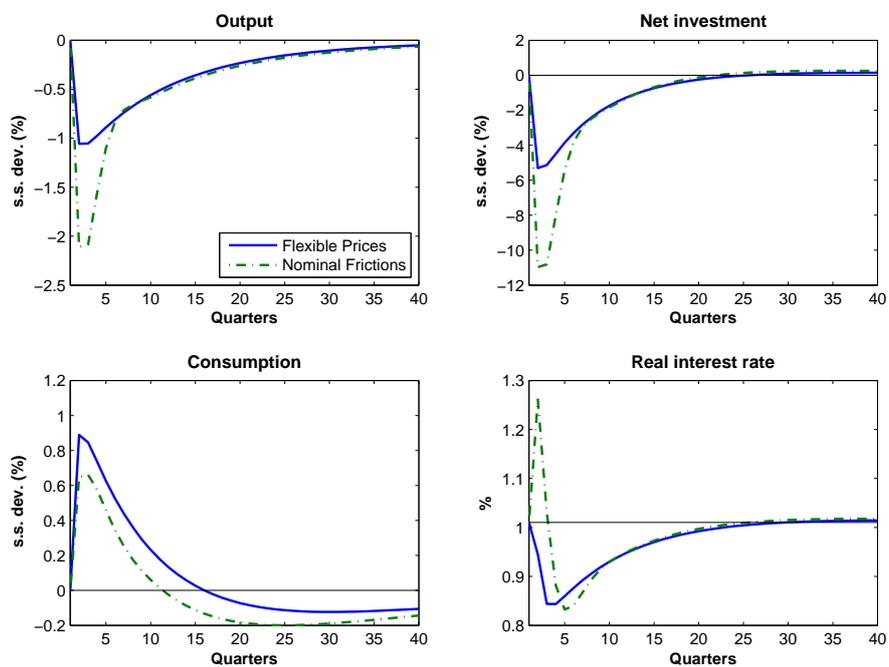 Output
0
−0.5
−1
−1.5
−2
−2.5
s.s. dev. (%)
5 10 15 20 25 30 35 40
Quarters
Flexible Prices
Nominal Frictions
Net investment
2
0
−2
−4
−6
−8
−10
−12
s.s. dev. (%)
5 10 15 20 25 30 35 40
Quarters
Consumption
1.2
1
0.8
0.6
0.4
0.2
0
−0.2
s.s. dev. (%)
5 10 15 20 25 30 35 40
Quarters
Real interest rate
1.3
1.2
1.1
1
0.9
0.8
%
5 10 15 20 25 30 35 40
Quarters